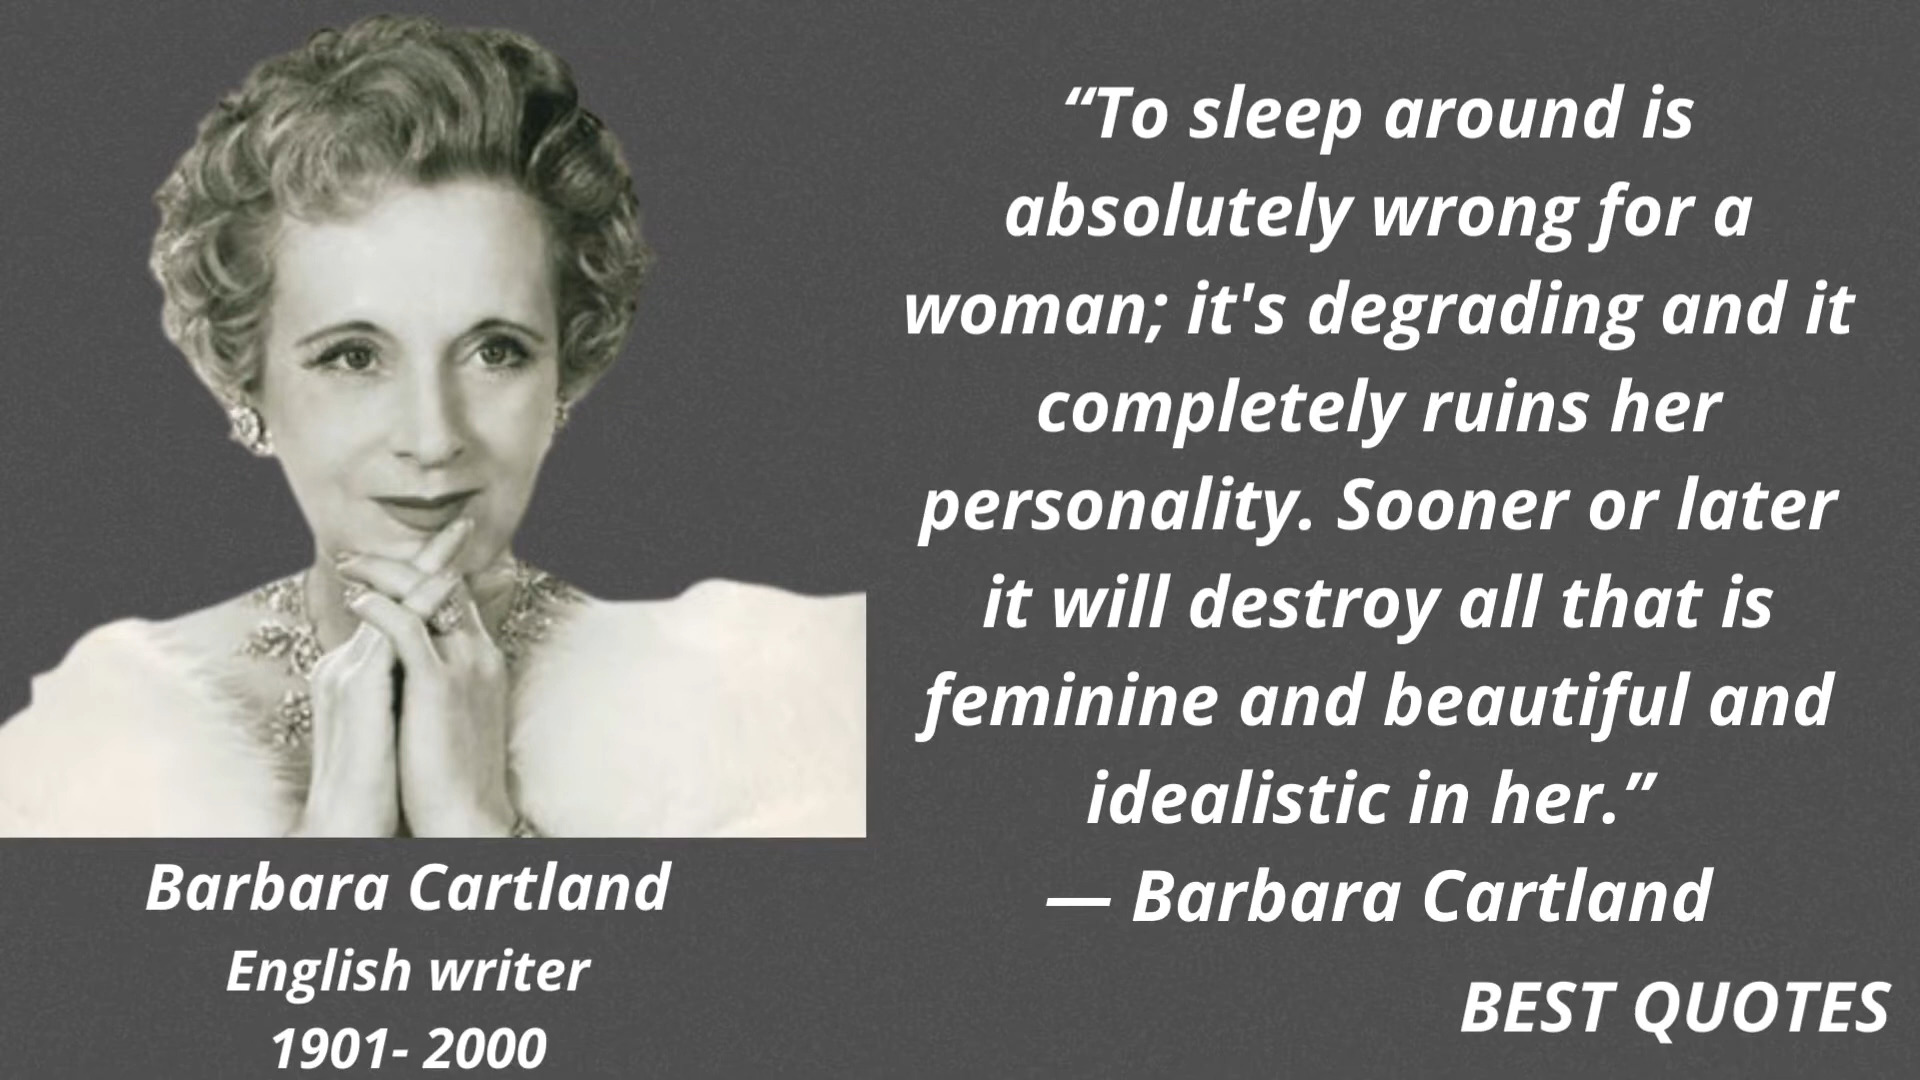 “To sleep around is
absolutely wrong for a
woman; it's degrading and it
completely ruins her
personality. Sooner or later
it will destroy all that is
feminine and beautiful and
idealistic in her.”
— Barbara Cartland
Barbara Cartland
English writer
1901- 2000
BEST QUOTES